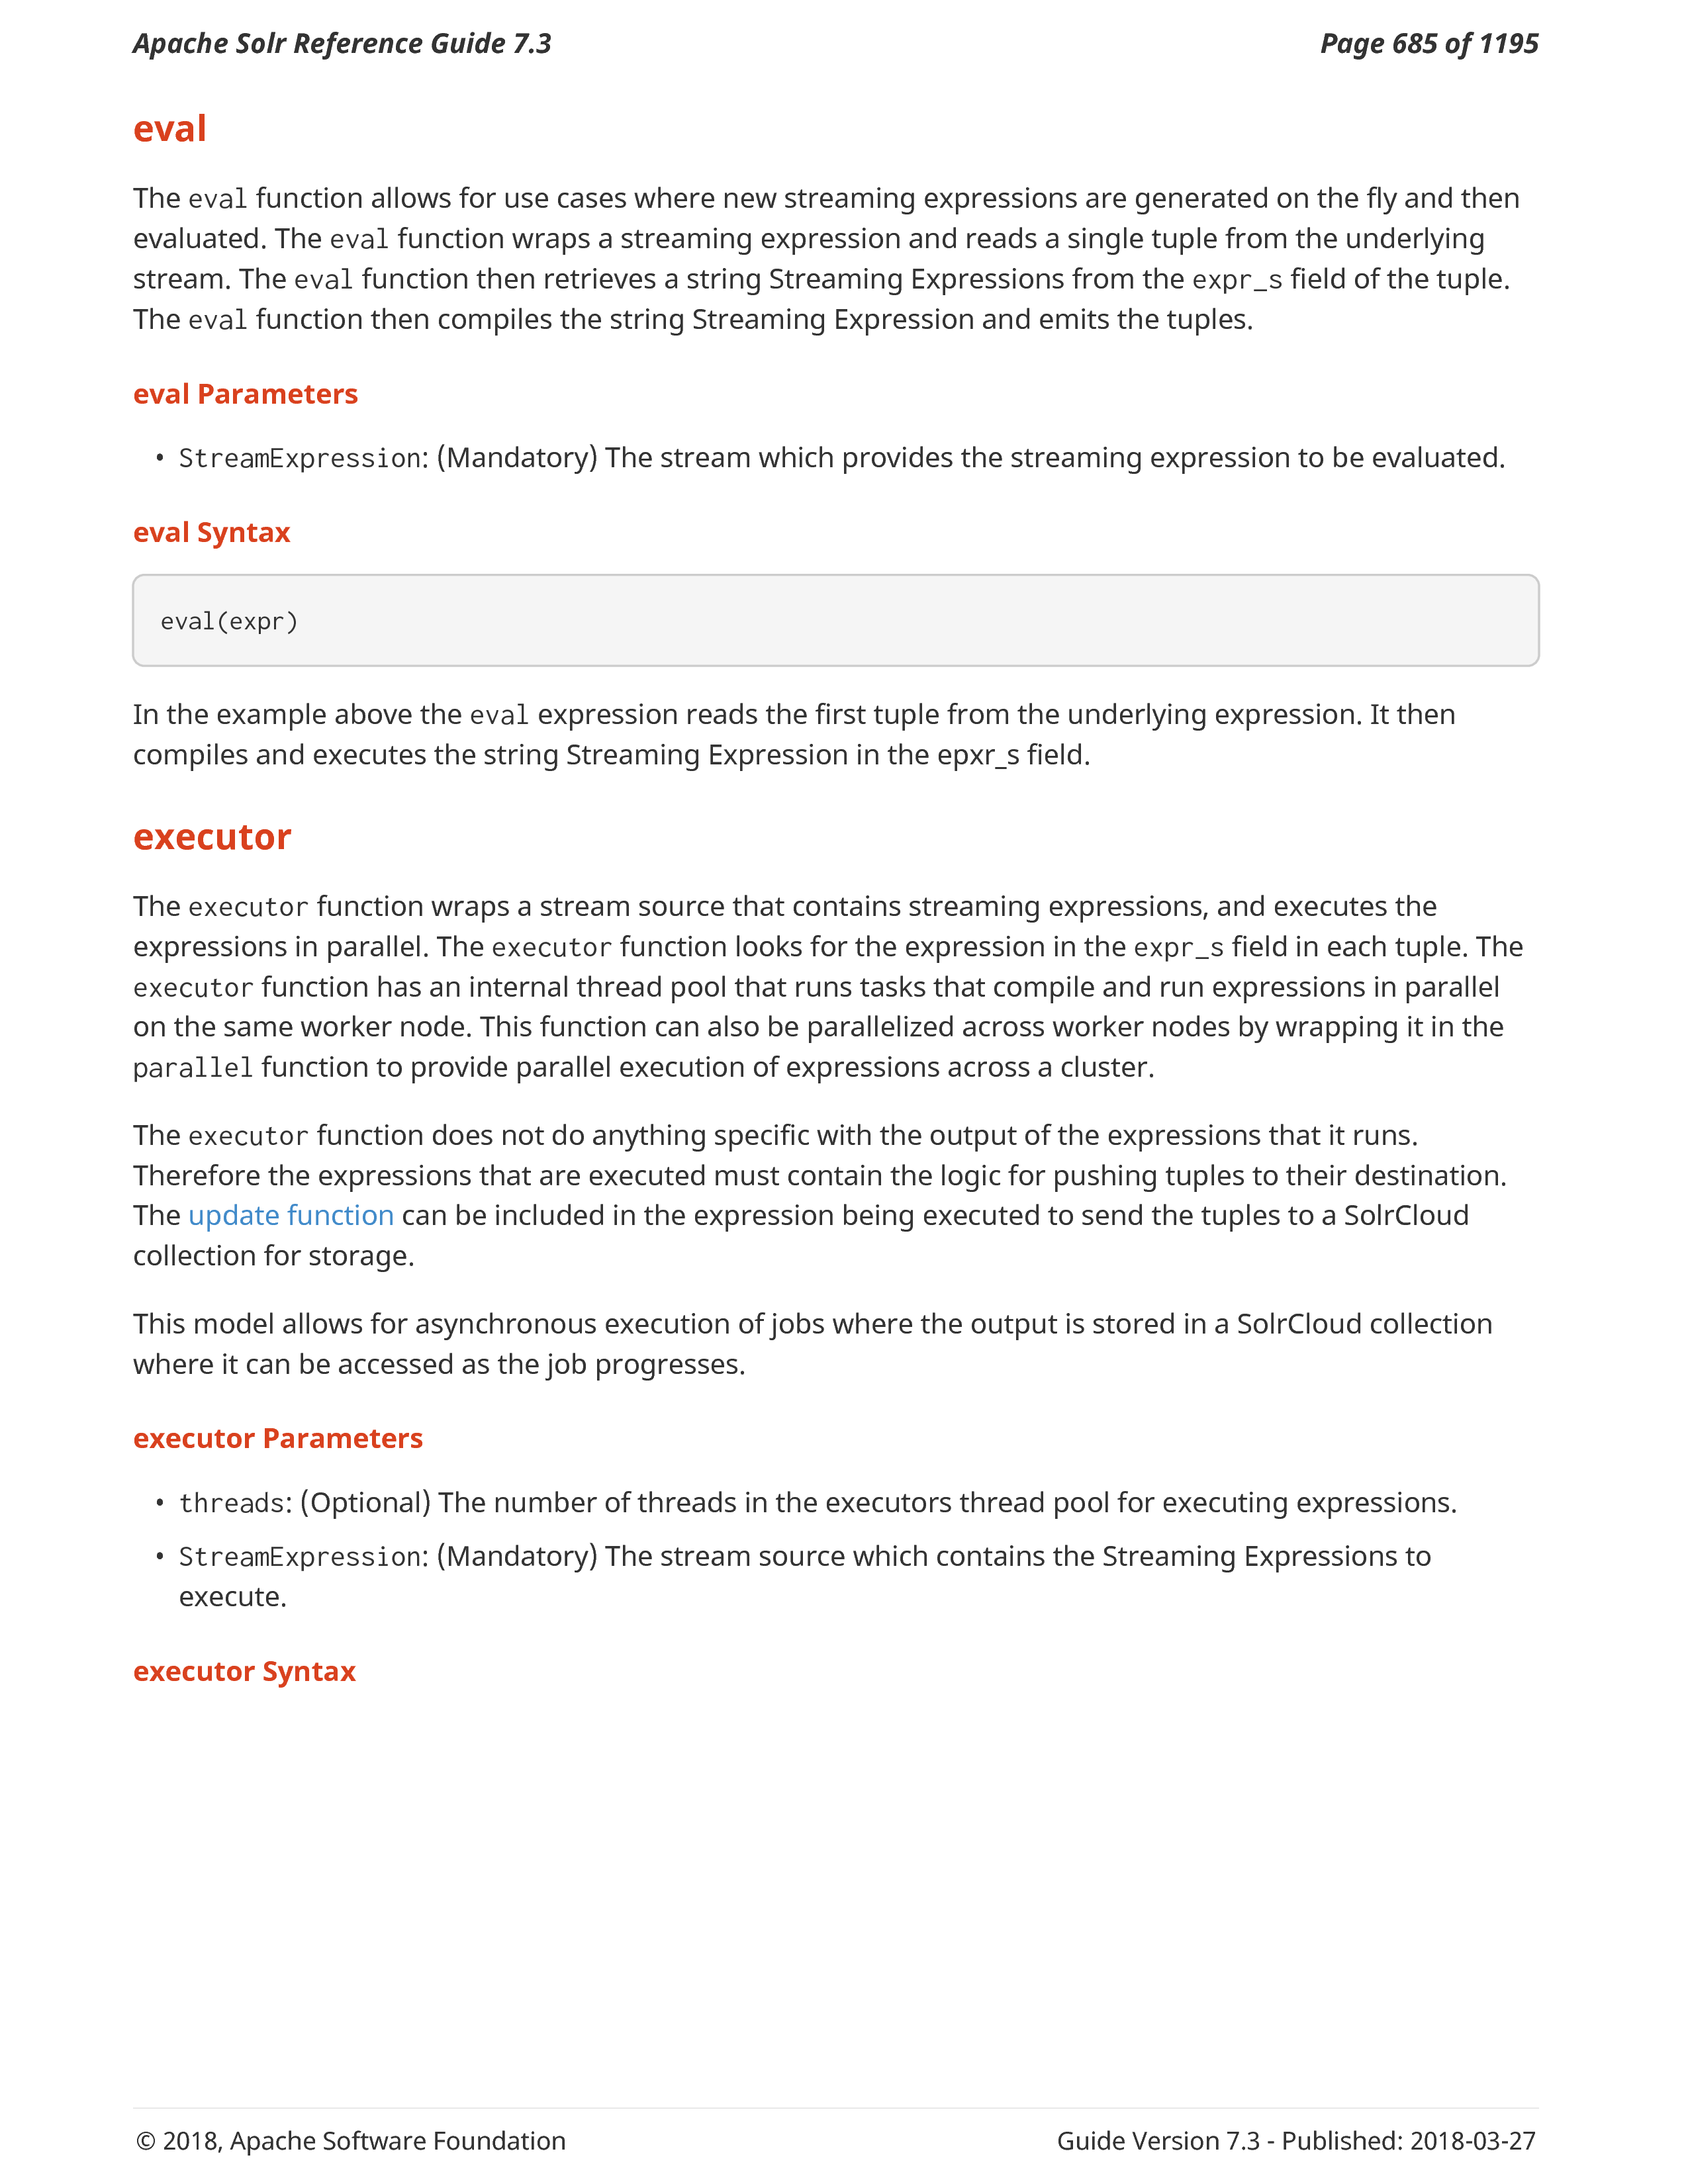 Apache Solr Reference Guide 7.3 Page 685 of 1195
eval
The eval function allows for use cases where new streaming expressions are generated on the fly and then
evaluated. The eval function wraps a streaming expression and reads a single tuple from the underlying
stream. The eval function then retrieves a string Streaming Expressions from the expr_s field of the tuple.
The eval function then compiles the string Streaming Expression and emits the tuples.
eval Parameters
• StreamExpression: (Mandatory) The stream which provides the streaming expression to be evaluated.
eval Syntax
eval(expr)
In the example above the eval expression reads the first tuple from the underlying expression. It then
compiles and executes the string Streaming Expression in the epxr_s field.
executor
The executor function wraps a stream source that contains streaming expressions, and executes the
expressions in parallel. The executor function looks for the expression in the expr_s field in each tuple. The
executor function has an internal thread pool that runs tasks that compile and run expressions in parallel
on the same worker node. This function can also be parallelized across worker nodes by wrapping it in the
parallel function to provide parallel execution of expressions across a cluster.
The executor function does not do anything specific with the output of the expressions that it runs.
Therefore the expressions that are executed must contain the logic for pushing tuples to their destination.
The update function can be included in the expression being executed to send the tuples to a SolrCloud
collection for storage.
This model allows for asynchronous execution of jobs where the output is stored in a SolrCloud collection
where it can be accessed as the job progresses.
executor Parameters
• threads: (Optional) The number of threads in the executors thread pool for executing expressions.
• StreamExpression: (Mandatory) The stream source which contains the Streaming Expressions to
execute.
executor Syntax
© 2018, Apache Software Foundation Guide Version 7.3 - Published: 2018-03-27